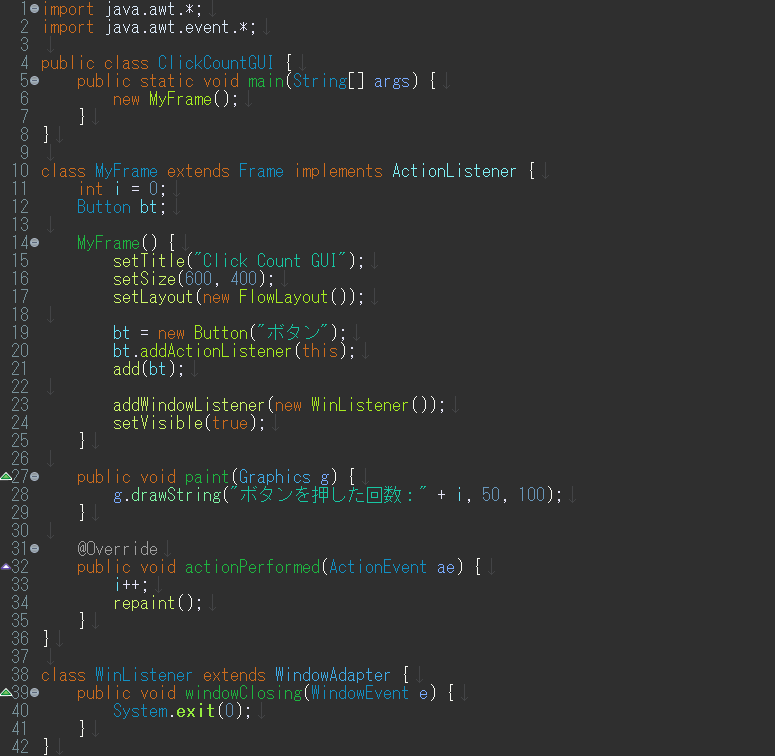 1 import java.awt.*;
2 import java.awt.event.*;
3
4 public class ClickCountGUI {
5     public static void main(String[] args) {
6         new MyFrame();
7     }
8 }
9
10 class MyFrame extends Frame implements ActionListener {
11     int i = 0;
12     Button bt;
13
14     MyFrame() {
15         setTitle("Click Count GUI");
16         setSize(600, 400);
17         setLayout(new FlowLayout());
18
19         bt = new Button("ボタン");
20         bt.addActionListener(this);
21         add(bt);
22
23         addWindowListener(new WinListener());
24         setVisible(true);
25     }
26
27     public void paint(Graphics g) {
28         g.drawString("ボタンを押した回数：" + i, 50, 100);
29     }
30
31     @Override
32     public void actionPerformed(ActionEvent ae) {
33         i++;
34         repaint();
35     }
36 }
37
38 class WinListener extends WindowAdapter {
39     public void windowClosing(WindowEvent e) {
40         System.exit(0);
41     }
42 }